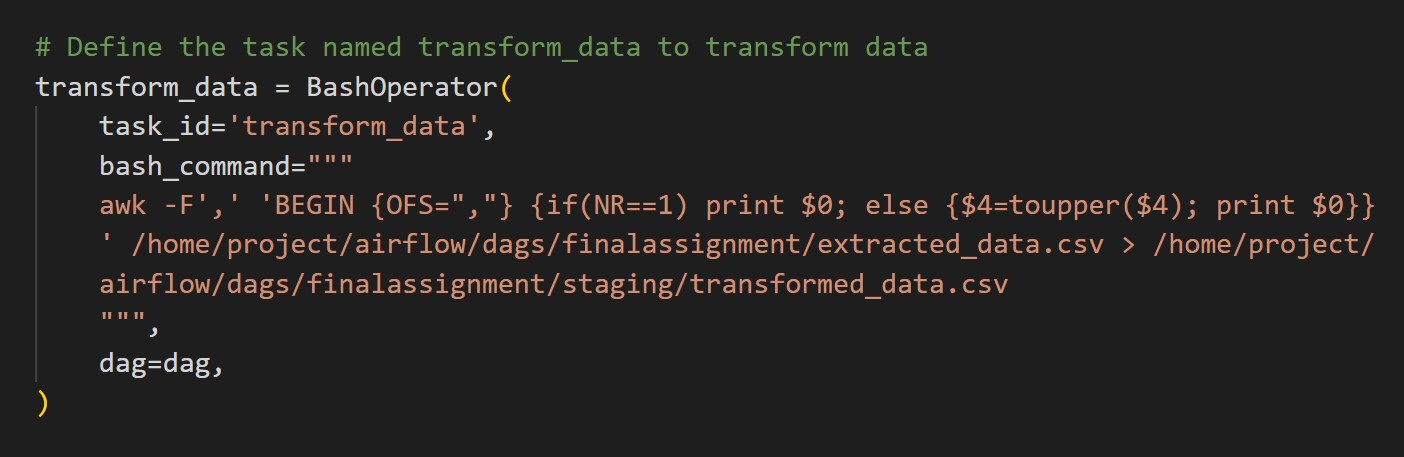 # Define the task named transform_data to transform data
transform_data = BashOperator(
    task_id='transform_data',
    bash_command="""
    awk -F',' 'BEGIN {OFS=","} {if(NR==1) print $0; else {$4=toupper($4); print $0}}
    ' /home/project/airflow/dags/finalassignment/extracted_data.csv > /home/project/
    airflow/dags/finalassignment/staging/transformed_data.csv
    """,
    dag=dag,
)